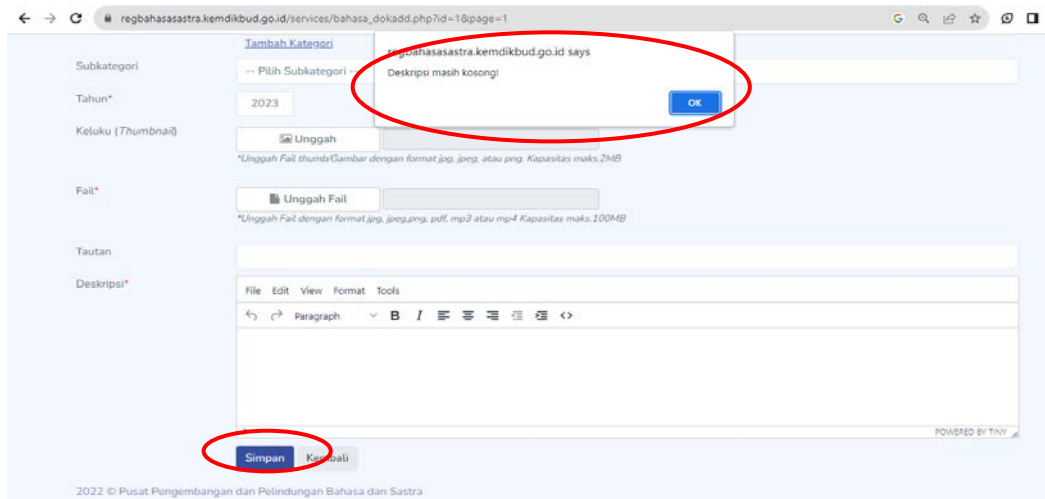 regbahasasastra.kemdikbud.go.id/services/bahasa_dokadd.php?id=1&page=1
Tambah Kategori
regbahasasastra.kemdikbud.go.id says
Deskripsi masih kosong!
OK
Subkategori
-- Pilih Subkategori --
Tahun*
2023
Keluku (Thumbnail)
Unggah
*Unggah Fail thumb/Gambar dengan format jpg, jpeg, atau png. Kapasitas maks.2MB
Fail*
Unggah Fail
*Unggah Fail dengan format jpg, jpeg,png, pdf, mp3 atau mp4 Kapasitas maks.100MB
Tautan
Deskripsi*
File Edit View Format Tools
Paragraph B I
POWERED BY TINY
Simpan Kembali
2022 © Pusat Pengembangan dan Pelindungan Bahasa dan Sastra